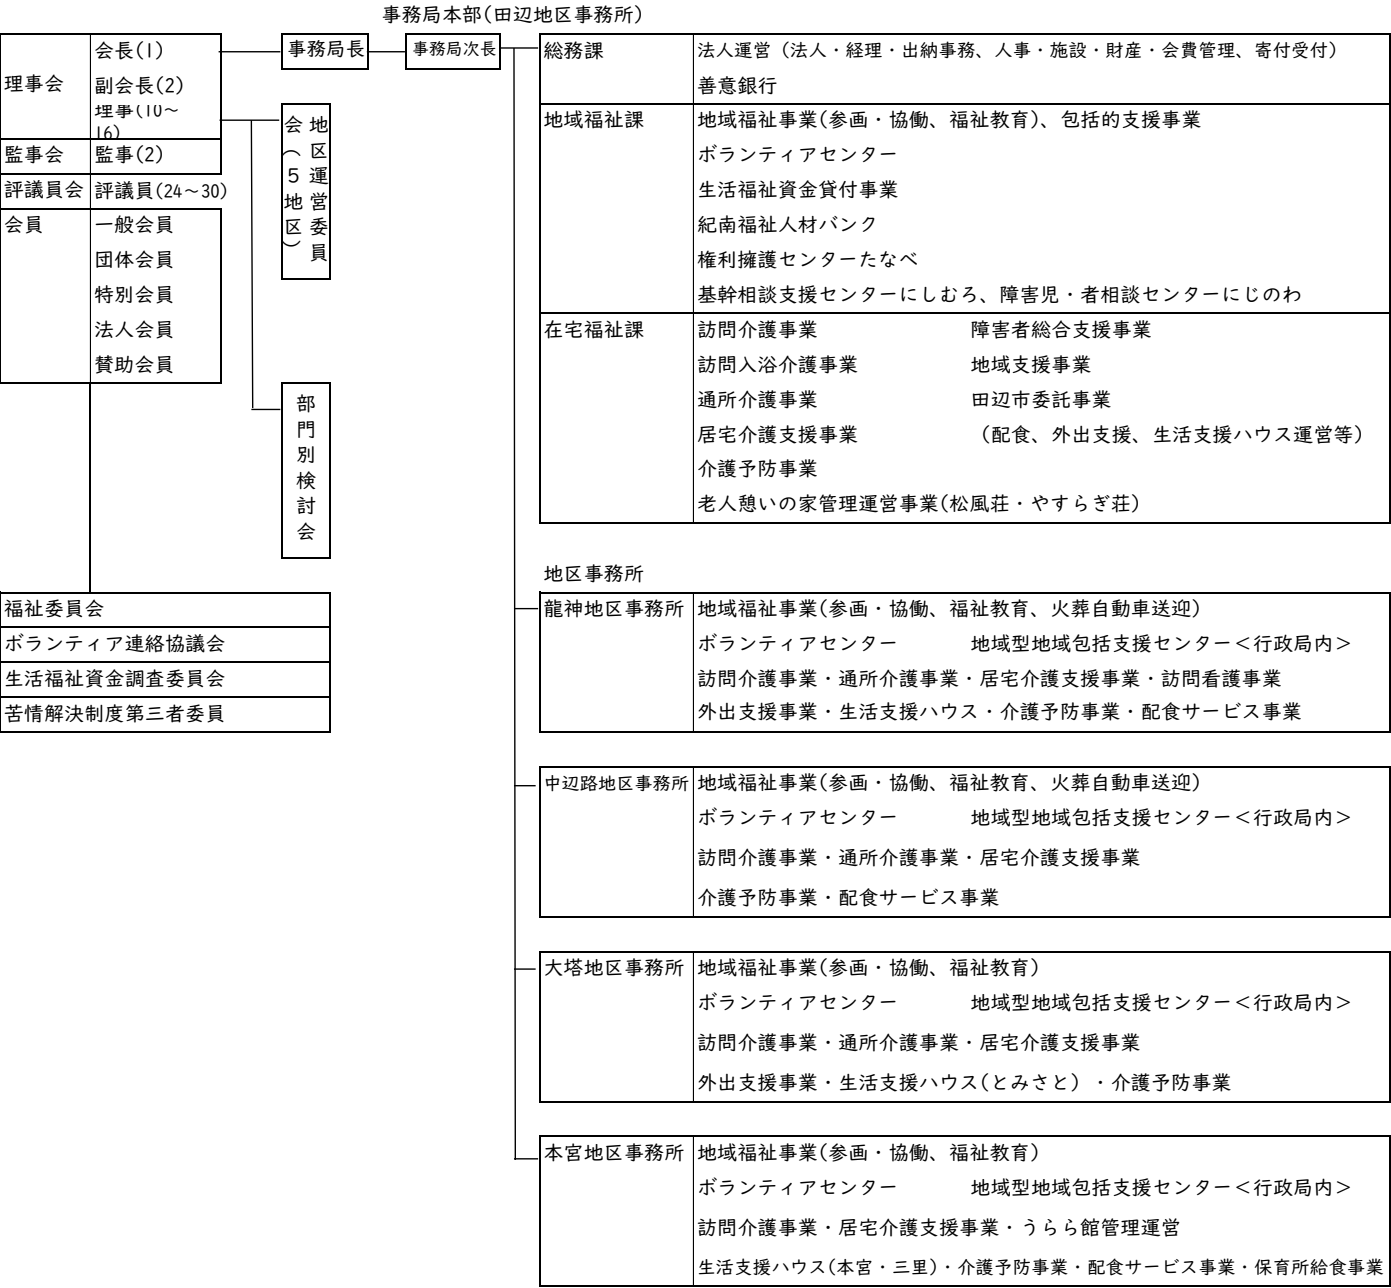 事務局本部(田辺地区事務所)
理事会
会長(1)
副会長(2)
理事(10～
16)
監事会
監事(2)
評議員会
評議員(24～30)
会員
一般会員
団体会員
特別会員
法人会員
賛助会員
事務局長
事務局次長
地区運営委員
会(5地区)
部門別検討会
福祉委員会
ボランティア連絡協議会
生活福祉資金調査委員会
苦情解決制度第三者委員
総務課
法人運営（法人・経理・出納事務、人事・施設・財産・会費管理、寄付受付）
善意銀行
地域福祉課
地域福祉事業(参画・協働、福祉教育)、包括的支援事業
ボランティアセンター
生活福祉資金貸付事業
紀南福祉人材バンク
権利擁護センターたなべ
基幹相談支援センターにしむろ、障害児・者相談センターにじのわ
在宅福祉課
訪問介護事業 障害者総合支援事業
訪問入浴介護事業 地域支援事業
通所介護事業 田辺市委託事業
居宅介護支援事業 （配食、外出支援、生活支援ハウス運営等）
介護予防事業
老人憩いの家管理運営事業(松風荘・やすらぎ荘)
地区事務所
龍神地区事務所
地域福祉事業(参画・協働、福祉教育、火葬自動車送迎)
ボランティアセンター 地域型地域包括支援センター＜行政局内＞
訪問介護事業・通所介護事業・居宅介護支援事業・訪問看護事業
外出支援事業・生活支援ハウス・介護予防事業・配食サービス事業
中辺路地区事務所
地域福祉事業(参画・協働、福祉教育、火葬自動車送迎)
ボランティアセンター 地域型地域包括支援センター＜行政局内＞
訪問介護事業・通所介護事業・居宅介護支援事業
介護予防事業・配食サービス事業
大塔地区事務所
地域福祉事業(参画・協働、福祉教育)
ボランティアセンター 地域型地域包括支援センター＜行政局内＞
訪問介護事業・通所介護事業・居宅介護支援事業
外出支援事業・生活支援ハウス(とみさと）・介護予防事業
本宮地区事務所
地域福祉事業(参画・協働、福祉教育)
ボランティアセンター 地域型地域包括支援センター＜行政局内＞
訪問介護事業・居宅介護支援事業・うらら館管理運営
生活支援ハウス(本宮・三里)・介護予防事業・配食サービス事業・保育所給食事業